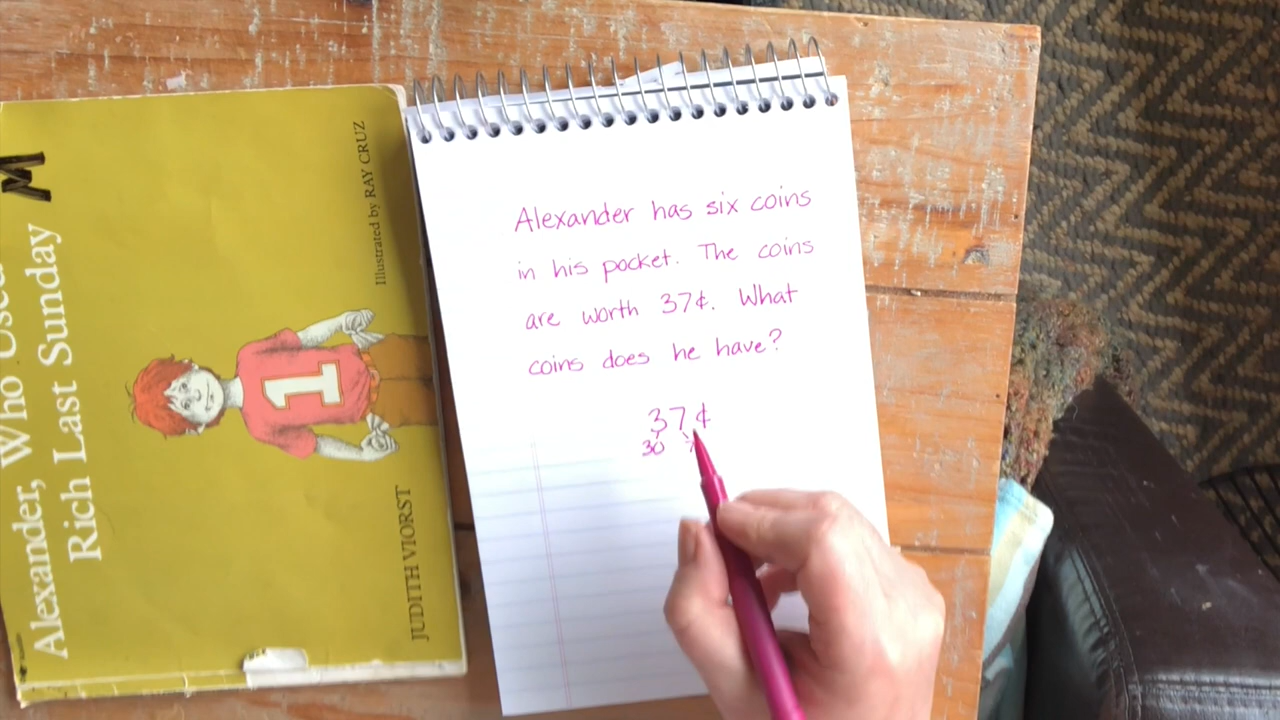 Alexander, Who Used
Rich Last Sunday
Illustrated by RAY CRUZ
JUDITH VIORST
M
1
Alexander has six coins
in his pocket. The coins
are worth 37¢. What
coins does he have?
37¢
30